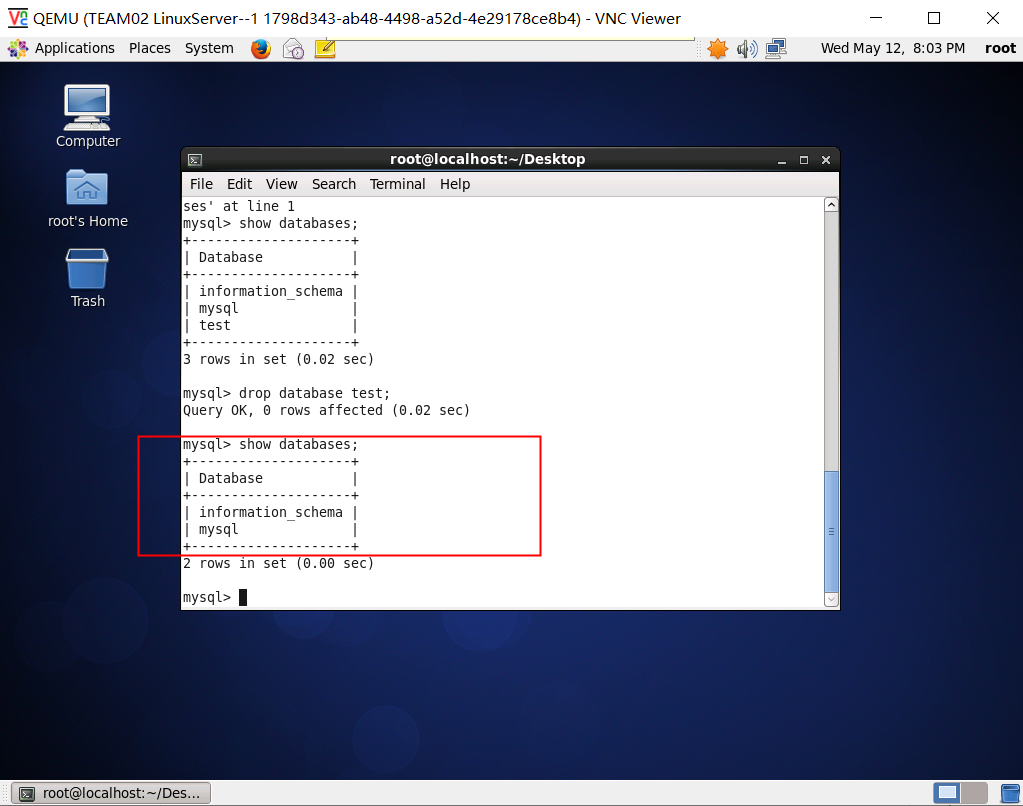 QEMU (TEAM02 LinuxServer--1 1798d343-ab48-4498-a52d-4e29178ce8b4) - VNC Viewer
Applications Places System Wed May 12, 8:03 PM root
Computer
root's Home
Trash
root@localhost:~/Desktop
File Edit View Search Terminal Help
ses' at line 1
mysql> show databases;
+--------------------+
| Database           |
+--------------------+
| information_schema |
| mysql              |
| test               |
+--------------------+
3 rows in set (0.02 sec)
mysql> drop database test;
Query OK, 0 rows affected (0.02 sec)
mysql> show databases;
+--------------------+
| Database           |
+--------------------+
| information_schema |
| mysql              |
+--------------------+
2 rows in set (0.00 sec)
mysql>
root@localhost:~/Des...